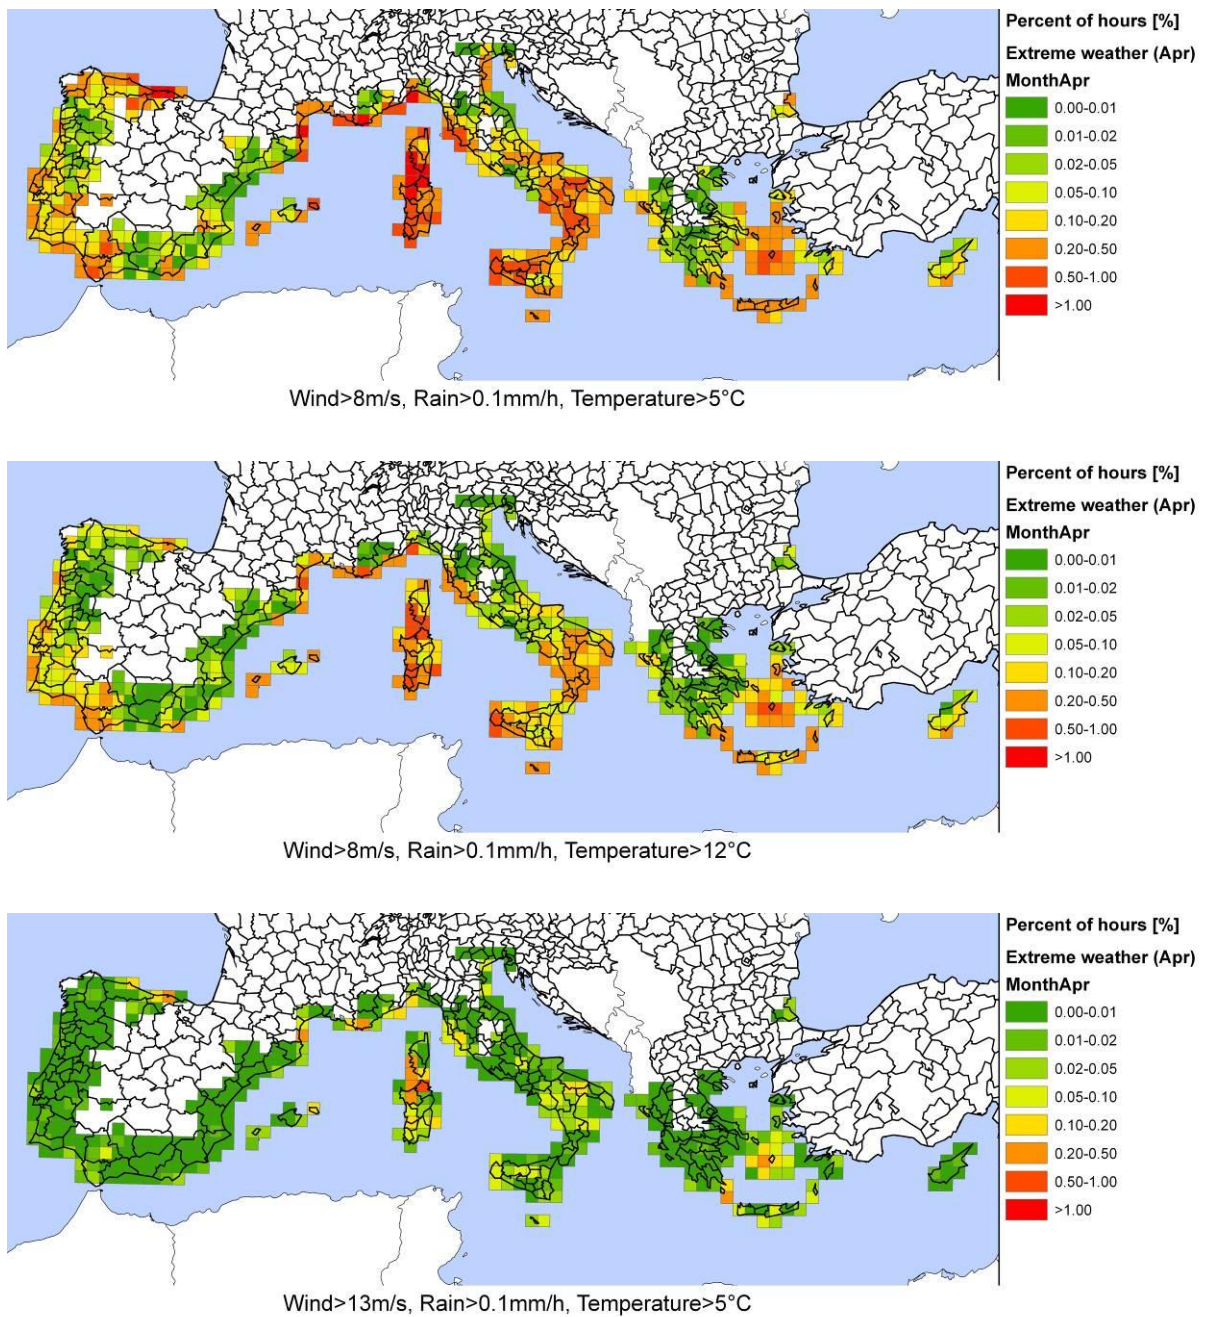 Percent of hours [%]
Extreme weather (Apr)
MonthApr
0.00-0.01
0.01-0.02
0.02-0.05
0.05-0.10
0.10-0.20
0.20-0.50
0.50-1.00
>1.00
Wind>8m/s, Rain>0.1mm/h, Temperature>5°C
Percent of hours [%]
Extreme weather (Apr)
MonthApr
0.00-0.01
0.01-0.02
0.02-0.05
0.05-0.10
0.10-0.20
0.20-0.50
0.50-1.00
>1.00
Wind>8m/s, Rain>0.1mm/h, Temperature>12°C
Percent of hours [%]
Extreme weather (Apr)
MonthApr
0.00-0.01
0.01-0.02
0.02-0.05
0.05-0.10
0.10-0.20
0.20-0.50
0.50-1.00
>1.00
Wind>13m/s, Rain>0.1mm/h, Temperature>5°C